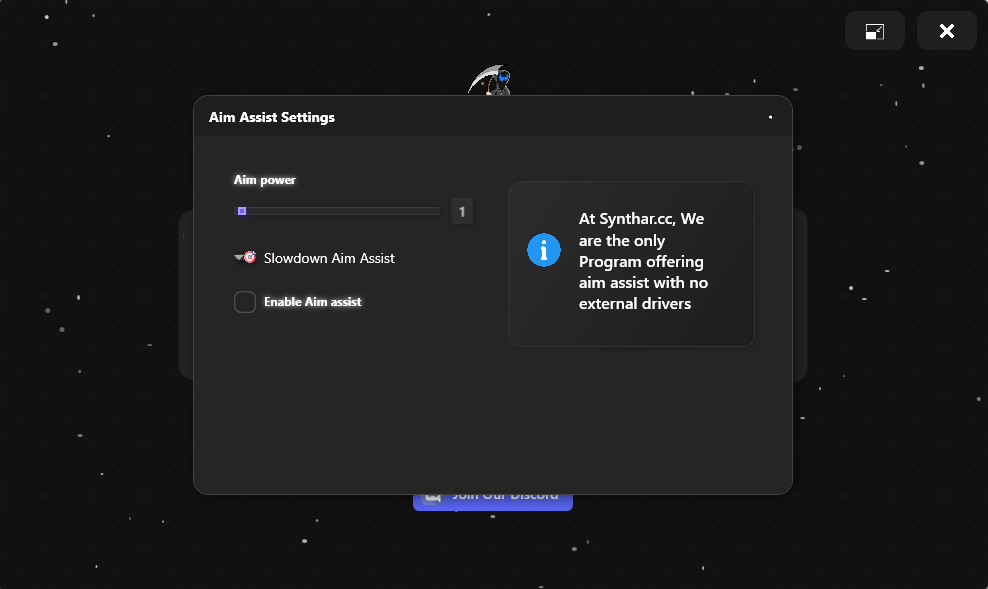 Aim Assist Settings
Aim power
1
Slowdown Aim Assist
Enable Aim assist
At Synthar.cc, We
are the only
Program offering
aim assist with no
external drivers
Join Our Discord